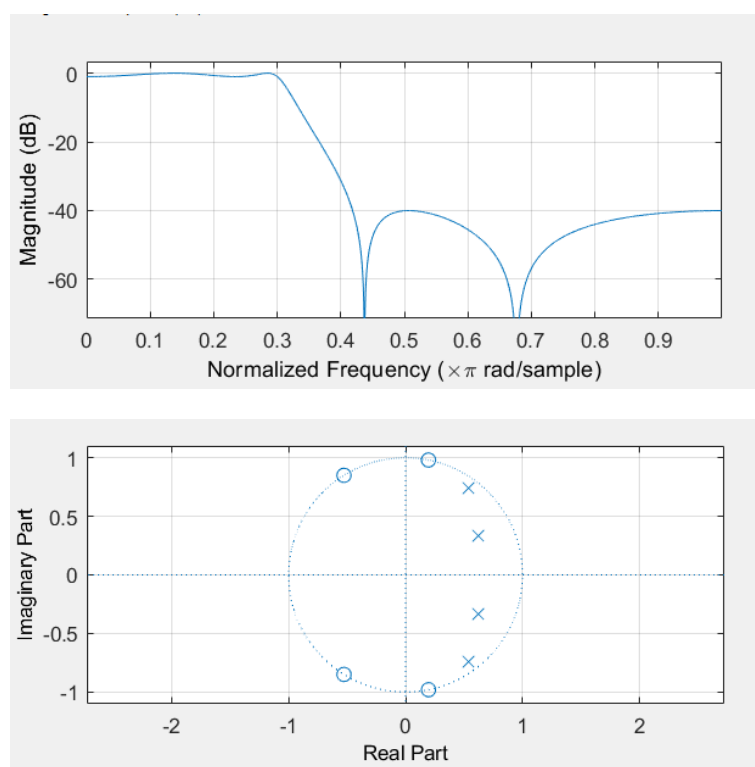 0
-20
-40
-60
Magnitude (dB)
0 0.1 0.2 0.3 0.4 0.5 0.6 0.7 0.8 0.9
Normalized Frequency (×π rad/sample)
1
0.5
0
-0.5
-1
Imaginary Part
-2 -1 0 1 2
Real Part